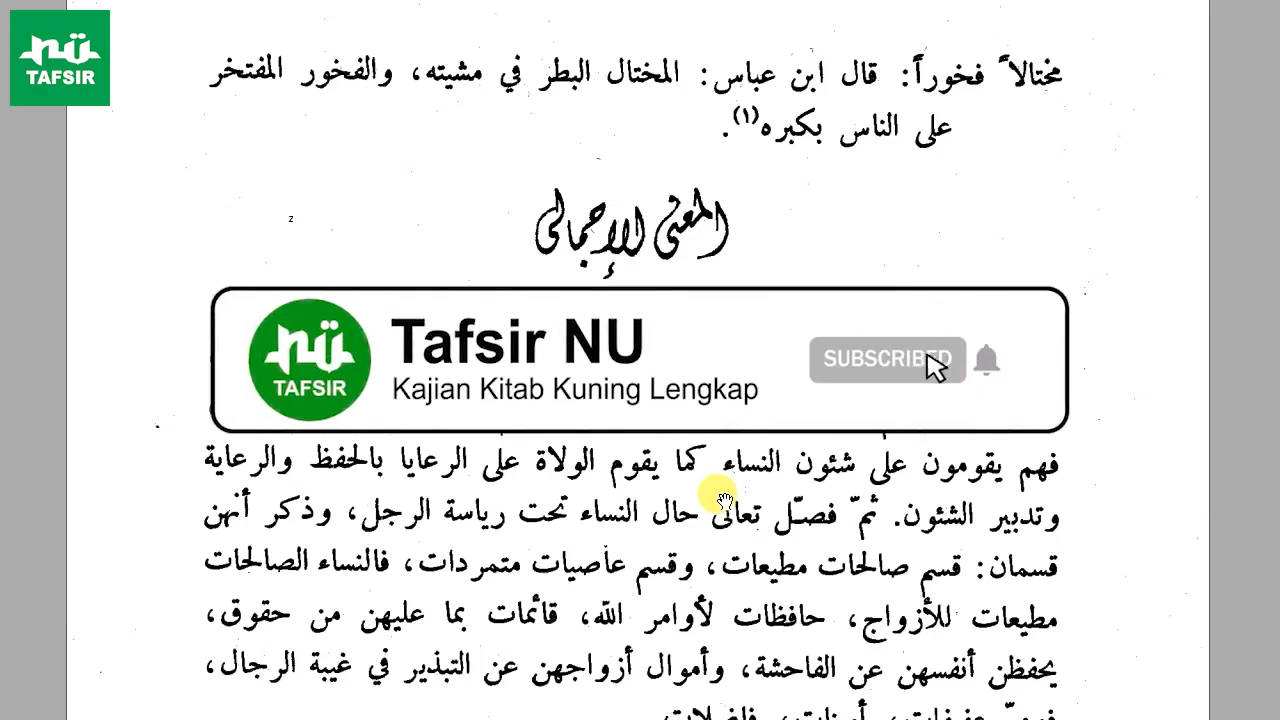 nü
TAFSIR
مختالاً فخوراً: قال ابن عباس: المختال البطر في مشيته، والفخور المفتخر
على الناس بكبره(١).
z
المعنى الإجمالي
nü
TAFSIR
Tafsir NU
Kajian Kitab Kuning Lengkap
SUBSCRIBED
فهم يقومون على شئون النساء كما يقوم الولاة على الرعايا بالحفظ والرعاية
وتدبير الشئون. ثمّ فصّل تعالى حال النساء تحت رياسة الرجل، وذكر أنهن
قسمان: قسم صالحات مطيعات، وقسم عاصيات متمردات، فالنساء الصالحات
مطيعات للأزواج، حافظات لأوامر الله، قائمات بما عليهن من حقوق،
يحفظن أنفسهن عن الفاحشة، وأموال أزواجهن عن التبذير في غيبة الرجال،